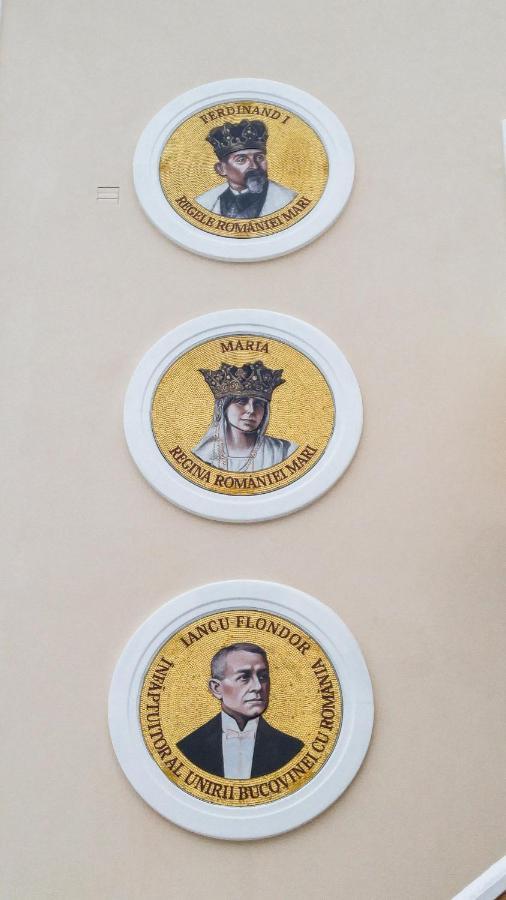 FERDINAND I
REGELE ROMÂNIEI MARI
MARIA
REGINA ROMÂNIEI MARI
IANCU FLONDOR
ÎNFĂPTUITOR AL UNIRII BUCOVINEI CU ROMÂNIA